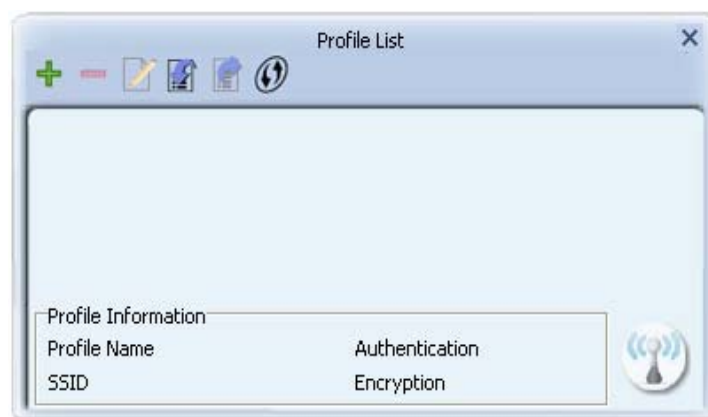 Profile List
Profile Information
Profile Name Authentication
SSID Encryption